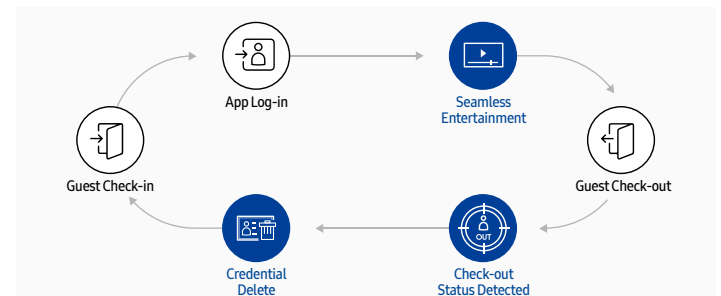 App Log-in
Seamless
Entertainment
Guest Check-in
Guest Check-out
OUT
Credential
Delete
Check-out
Status Detected